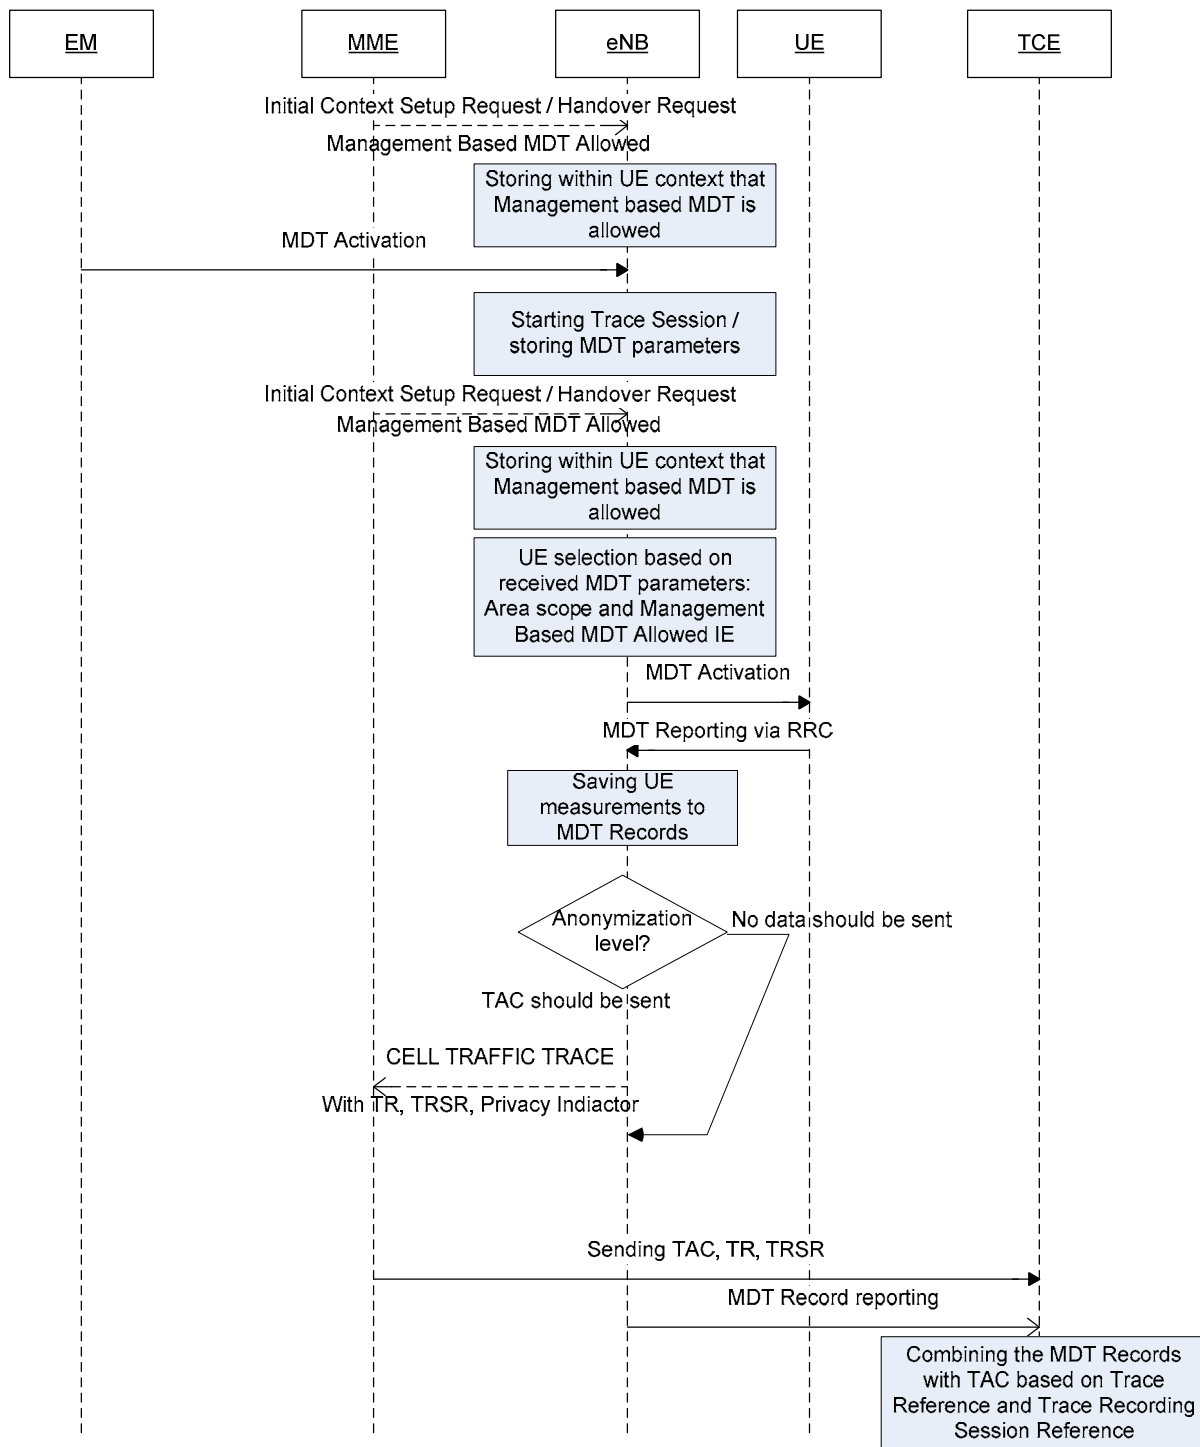 EM
MME
eNB
UE
TCE
Initial Context Setup Request / Handover Request
Management Based MDT Allowed
Storing within UE context that
Management based MDT is
allowed
MDT Activation
Starting Trace Session /
storing MDT parameters
Initial Context Setup Request / Handover Request
Management Based MDT Allowed
Storing within UE context that
Management based MDT is
allowed
UE selection based on
received MDT parameters:
Area scope and Management
Based MDT Allowed IE
MDT Activation
MDT Reporting via RRC
Saving UE
measurements to
MDT Records
Anonymization
level?
No data should be sent
TAC should be sent
CELL TRAFFIC TRACE
With TR, TRSR, Privacy Indiactor
Sending TAC, TR, TRSR
MDT Record reporting
Combining the MDT Records
with TAC based on Trace
Reference and Trace Recording
Session Reference